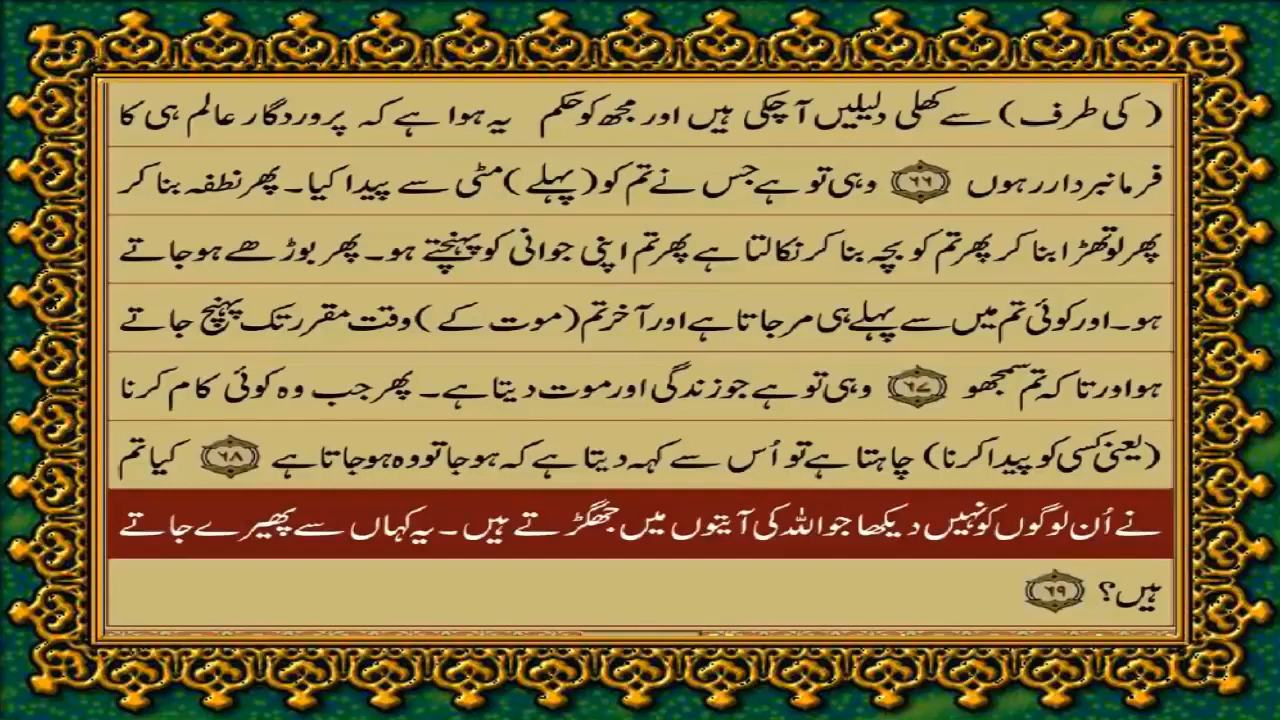 (کی طرف) سے کھلی دلیلیں آچکی ہیں اور مجھ کو حکم یہ ہوا ہے کہ پروردگار عالم ہی کا
فرمانبردار رہوں ۶۶ وہی تو ہے جس نے تم کو (پہلے) مٹی سے پیدا کیا۔ پھر نطفہ بنا کر
پھر لوتھڑا بنا کر پھر تم کو بچہ بنا کر نکالتا ہے پھر تم اپنی جوانی کو پہنچتے ہو۔ پھر بوڑھے ہو جاتے
ہو۔ اور کوئی تم میں سے پہلے ہی مر جاتا ہے اور آخر تم (موت کے) وقت مقرر تک پہنچ جاتے
ہو اور تاکہ تم سمجھو ۶۷ وہی تو ہے جو زندگی اور موت دیتا ہے۔ پھر جب وہ کوئی کام کرنا
(یعنی کسی کو پیدا کرنا) چاہتا ہے تو اُس سے کہہ دیتا ہے کہ ہو جا تو وہ ہو جاتا ہے ۶۸ کیا تم
نے اُن لوگوں کو نہیں دیکھا جو اللہ کی آیتوں میں جھگڑتے ہیں۔ یہ کہاں سے پھیرے جاتے
ہیں؟ ۶۹